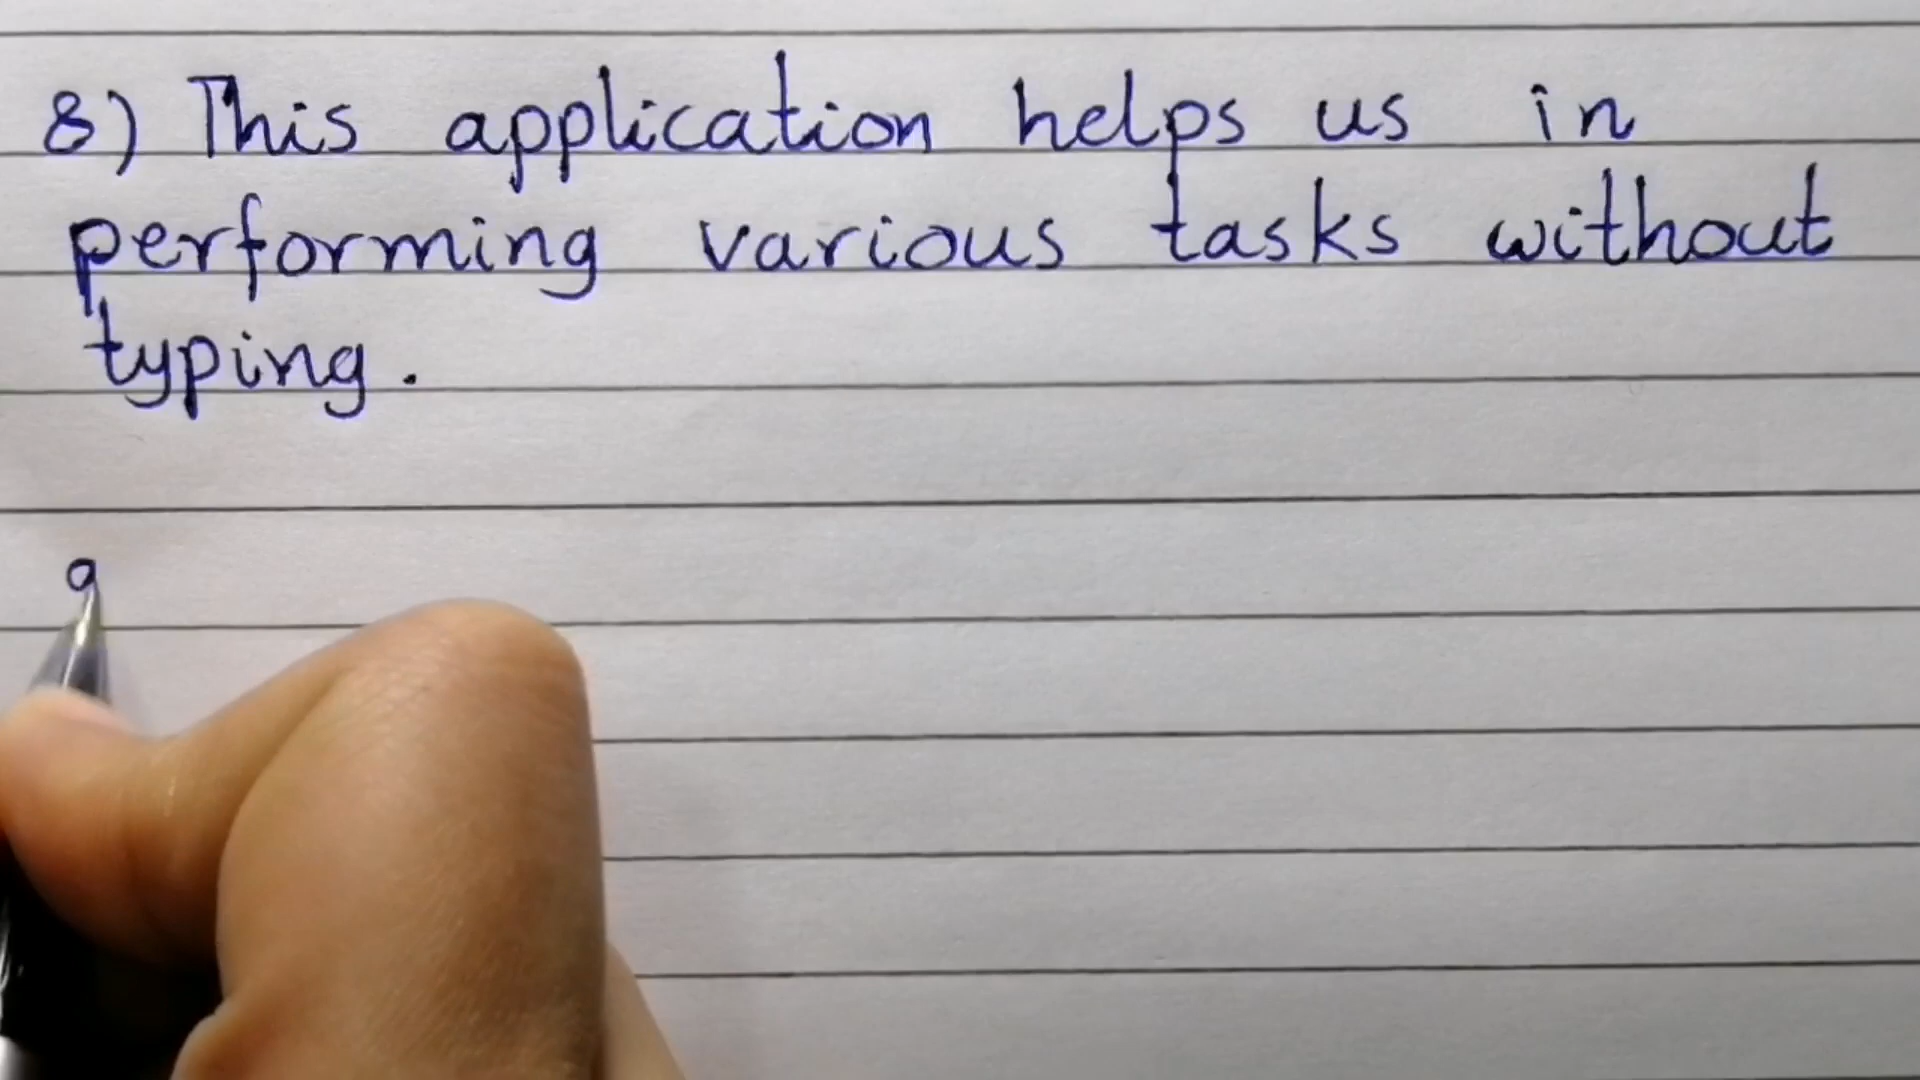 8) This application helps us in
performing various tasks without
typing.
9